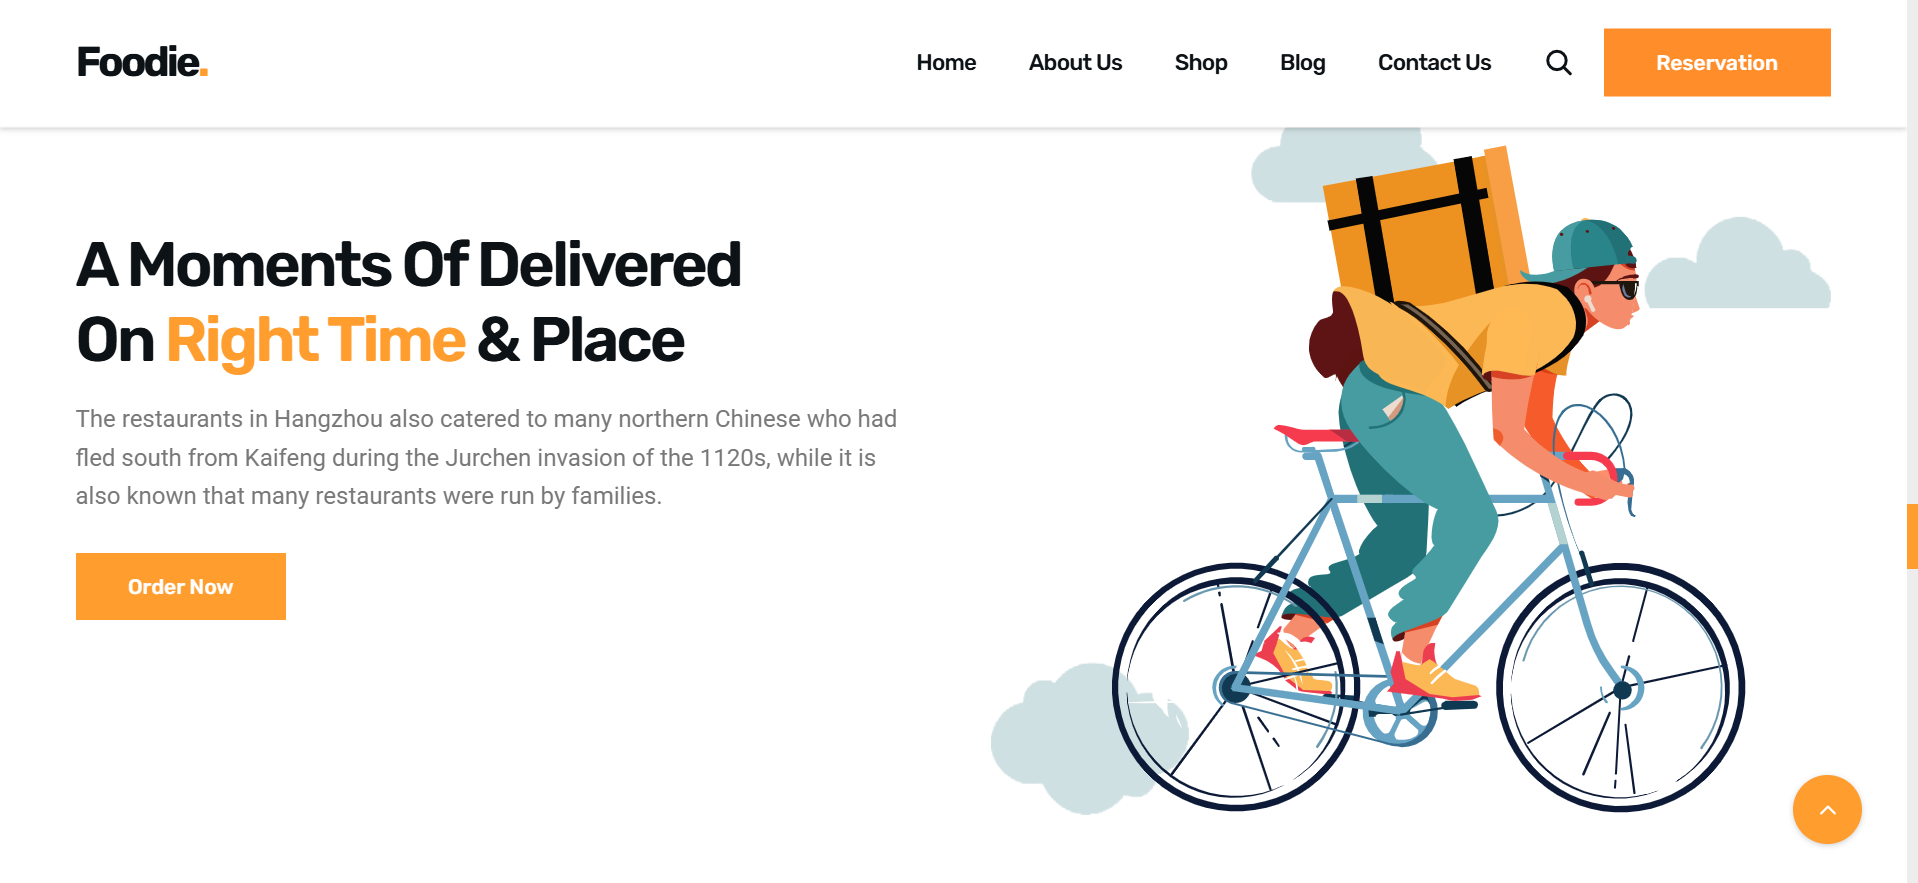 Foodie.
Home About Us Shop Blog Contact Us Reservation
A Moments Of Delivered
On Right Time & Place
The restaurants in Hangzhou also catered to many northern Chinese who had
fled south from Kaifeng during the Jurchen invasion of the 1120s, while it is
also known that many restaurants were run by families.
Order Now